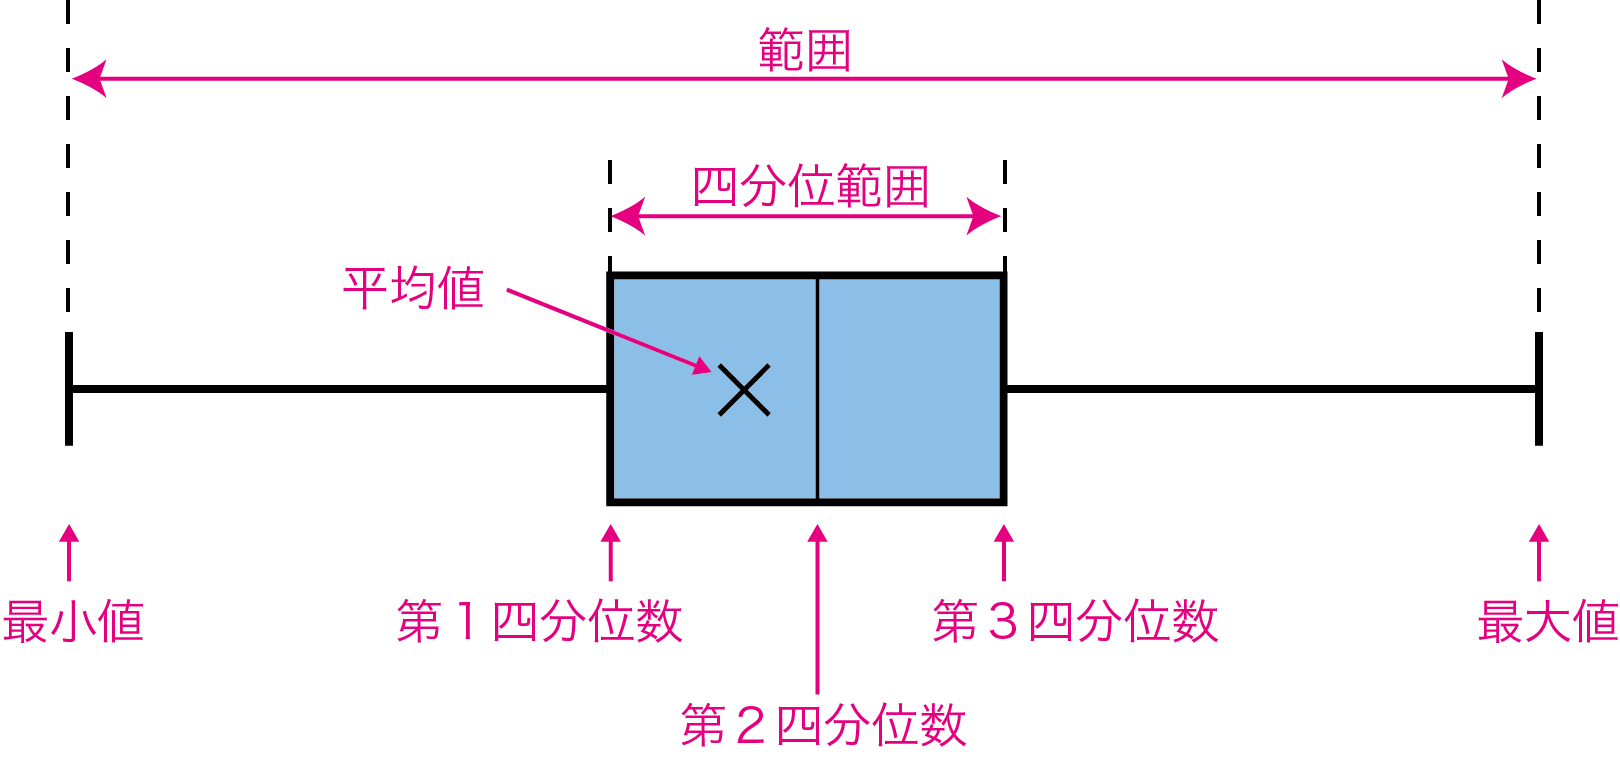 範囲
四分位範囲
平均値
最小値
第１四分位数
第３四分位数
最大値
第２四分位数